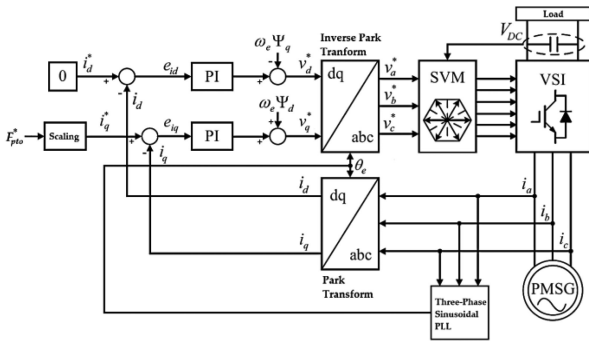 Load
V_DC
ω_e Ψ_q
Inverse Park
Tranform
0
i_d^*
+
-
e_id
PI
+
-
v_d^*
dq
abc
v_a^*
v_b^*
v_c^*
SVM
VSI
i_d
ω_e Ψ_d
F_pto^*
Scaling
i_q^*
+
-
e_iq
PI
+
+
v_q^*
i_q
θ_e
i_d
i_q
dq
abc
Park
Transform
i_a
i_b
i_c
Three-Phase
Sinusoidal
PLL
PMSG